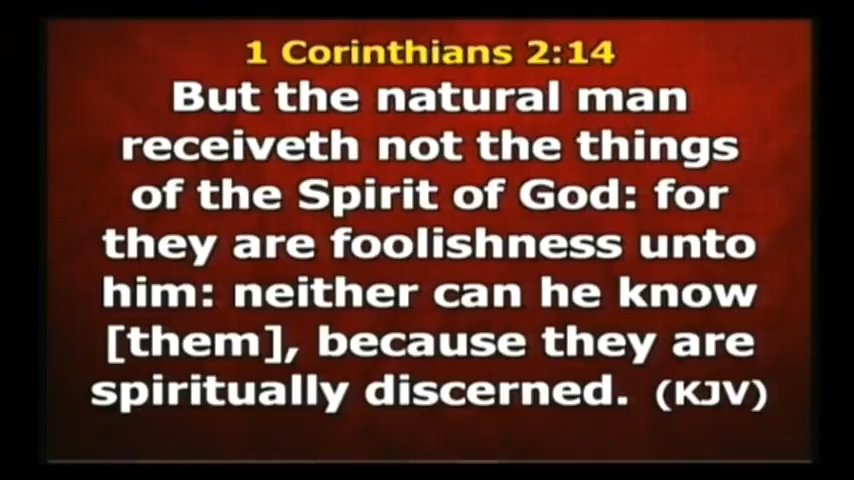 1 Corinthians 2:14
But the natural man
receiveth not the things
of the Spirit of God: for
they are foolishness unto
him: neither can he know
[them], because they are
spiritually discerned. (KJV)